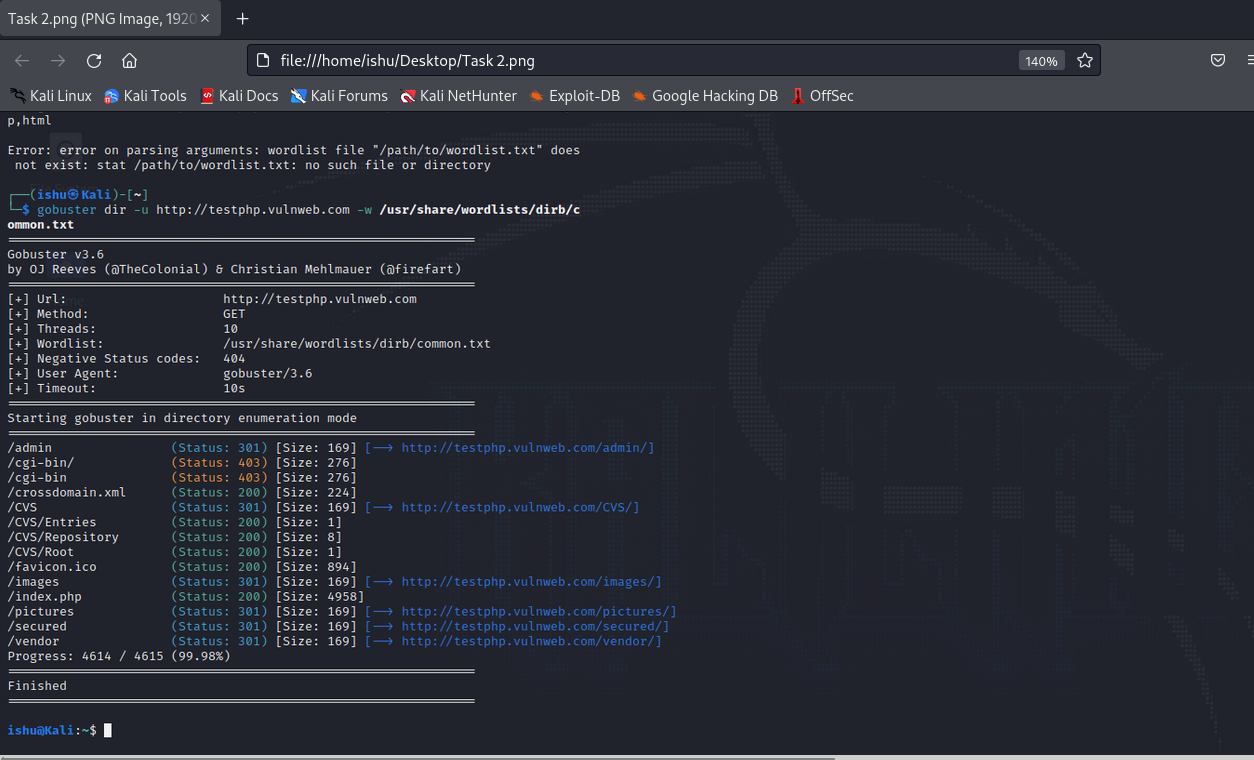 Task 2.png (PNG Image, 1920
file:///home/ishu/Desktop/Task 2.png 140%
Kali Linux Kali Tools Kali Docs Kali Forums Kali NetHunter Exploit-DB Google Hacking DB OffSec
p,html
Error: error on parsing arguments: wordlist file "/path/to/wordlist.txt" does
not exist: stat /path/to/wordlist.txt: no such file or directory
┌──(ishu㉿Kali)-[~]
└─$ gobuster dir -u http://testphp.vulnweb.com -w /usr/share/wordlists/dirb/c
ommon.txt
===============================================================
Gobuster v3.6
by OJ Reeves (@TheColonial) & Christian Mehlmauer (@firefart)
===============================================================
[+] Url: http://testphp.vulnweb.com
[+] Method: GET
[+] Threads: 10
[+] Wordlist: /usr/share/wordlists/dirb/common.txt
[+] Negative Status codes: 404
[+] User Agent: gobuster/3.6
[+] Timeout: 10s
===============================================================
Starting gobuster in directory enumeration mode
===============================================================
/admin (Status: 301) [Size: 169] [--> http://testphp.vulnweb.com/admin/]
/cgi-bin/ (Status: 403) [Size: 276]
/cgi-bin (Status: 403) [Size: 276]
/crossdomain.xml (Status: 200) [Size: 224]
/CVS (Status: 301) [Size: 169] [--> http://testphp.vulnweb.com/CVS/]
/CVS/Entries (Status: 200) [Size: 1]
/CVS/Repository (Status: 200) [Size: 8]
/CVS/Root (Status: 200) [Size: 1]
/favicon.ico (Status: 200) [Size: 894]
/images (Status: 301) [Size: 169] [--> http://testphp.vulnweb.com/images/]
/index.php (Status: 200) [Size: 4958]
/pictures (Status: 301) [Size: 169] [--> http://testphp.vulnweb.com/pictures/]
/secured (Status: 301) [Size: 169] [--> http://testphp.vulnweb.com/secured/]
/vendor (Status: 301) [Size: 169] [--> http://testphp.vulnweb.com/vendor/]
Progress: 4614 / 4615 (99.98%)
===============================================================
Finished
===============================================================
ishu@Kali:~$